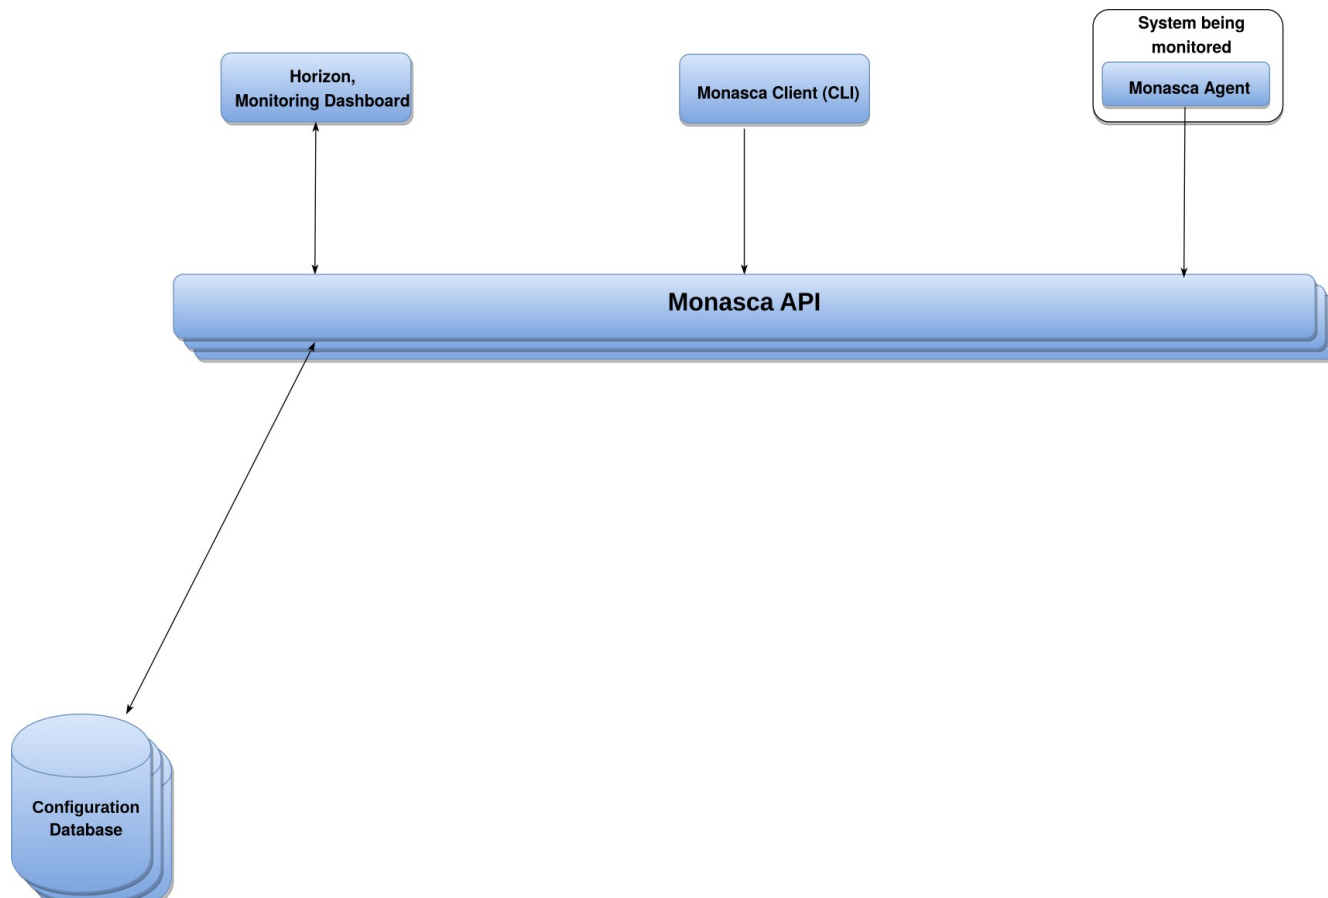 System being
monitored
Horizon,
Monitoring Dashboard
Monasca Client (CLI)
Monasca Agent
Monasca API
Configuration
Database